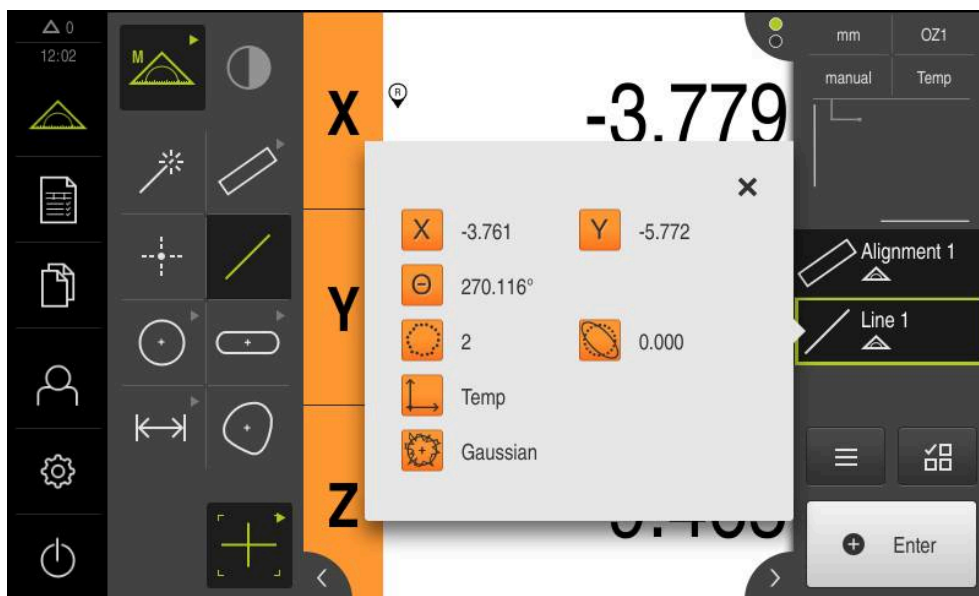 0
12:02
M
X
R
-3.779
mm
OZ1
manual
Temp
X -3.761 Y -5.772
Θ 270.116°
2 0.000
Temp
Gaussian
Y
Z
Alignment 1
Line 1
Enter